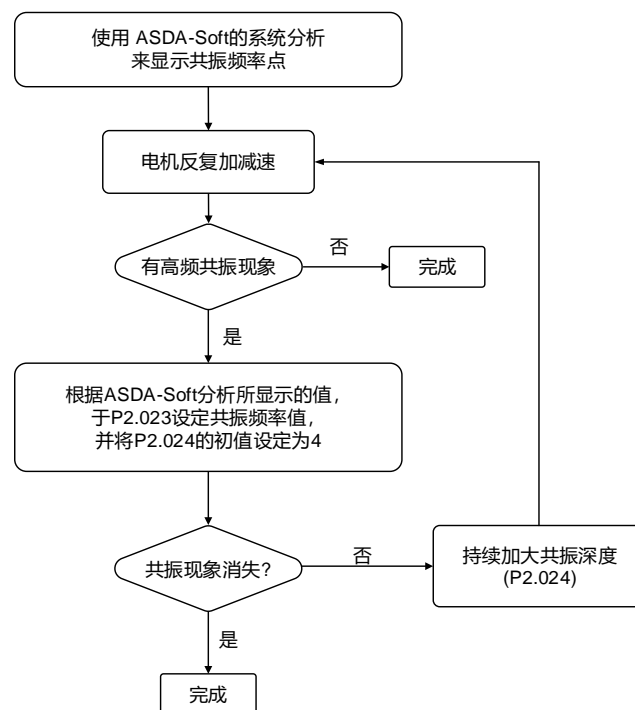 使用 ASDA-Soft的系统分析
来显示共振频率点
电机反复加减速
有高频共振现象
否
完成
是
根据ASDA-Soft分析所显示的值，
于P2.023设定共振频率值，
并将P2.024的初值设定为4
共振现象消失？
否
持续加大共振深度
(P2.024)
是
完成